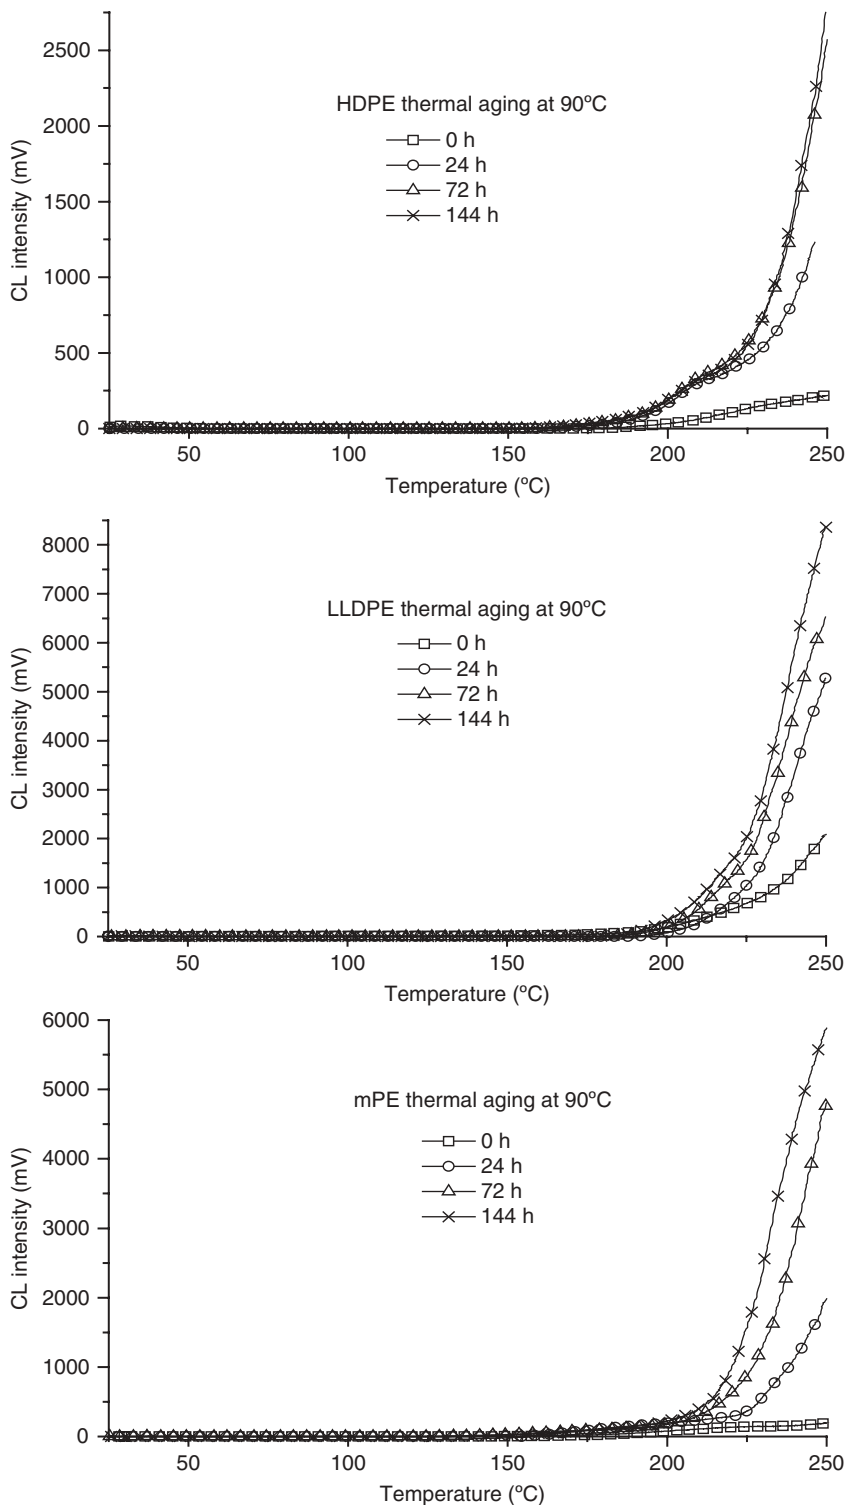 2500
2000
1500
1000
500
0
CL intensity (mV)
HDPE thermal aging at 90ºC
0 h
24 h
72 h
144 h
50
100
150
200
250
Temperature (ºC)
8000
7000
6000
5000
4000
3000
2000
1000
0
CL intensity (mV)
LLDPE thermal aging at 90ºC
0 h
24 h
72 h
144 h
50
100
150
200
250
Temperature (ºC)
6000
5000
4000
3000
2000
1000
0
CL intensity (mV)
mPE thermal aging at 90ºC
0 h
24 h
72 h
144 h
50
100
150
200
250
Temperature (ºC)